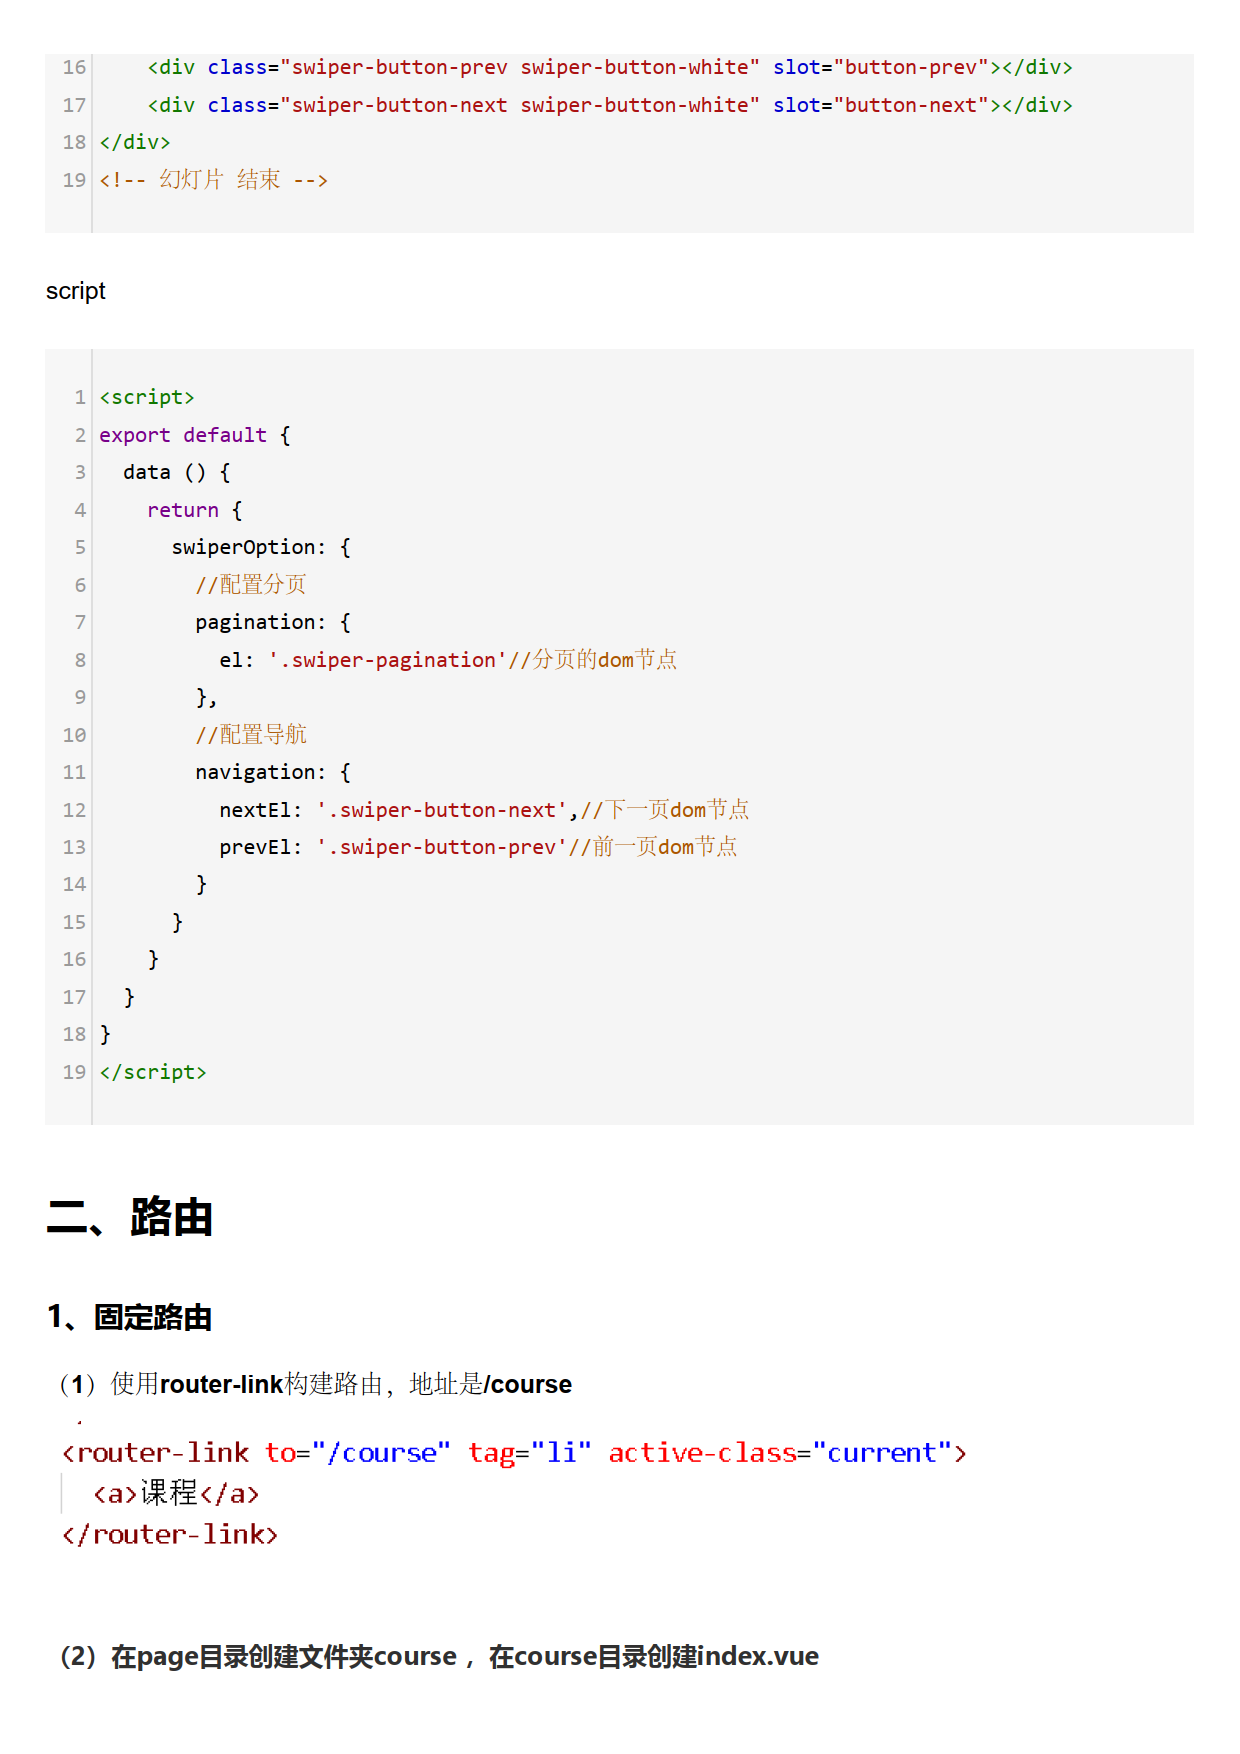 16     <div class="swiper-button-prev swiper-button-white" slot="button-prev"></div>
17     <div class="swiper-button-next swiper-button-white" slot="button-next"></div>
18 </div>
19 <!-- 幻灯片 结束 -->
script
1 <script>
2 export default {
3   data () {
4     return {
5       swiperOption: {
6         //配置分页
7         pagination: {
8           el: '.swiper-pagination'//分页的dom节点
9         },
10         //配置导航
11         navigation: {
12           nextEl: '.swiper-button-next',//下一页dom节点
13           prevEl: '.swiper-button-prev'//前一页dom节点
14         }
15       }
16     }
17   }
18 }
19 </script>
二、路由
1、固定路由
（1）使用router-link构建路由，地址是/course
<router-link to="/course" tag="li" active-class="current">
  <a>课程</a>
</router-link>
（2）在page目录创建文件夹course ，在course目录创建index.vue